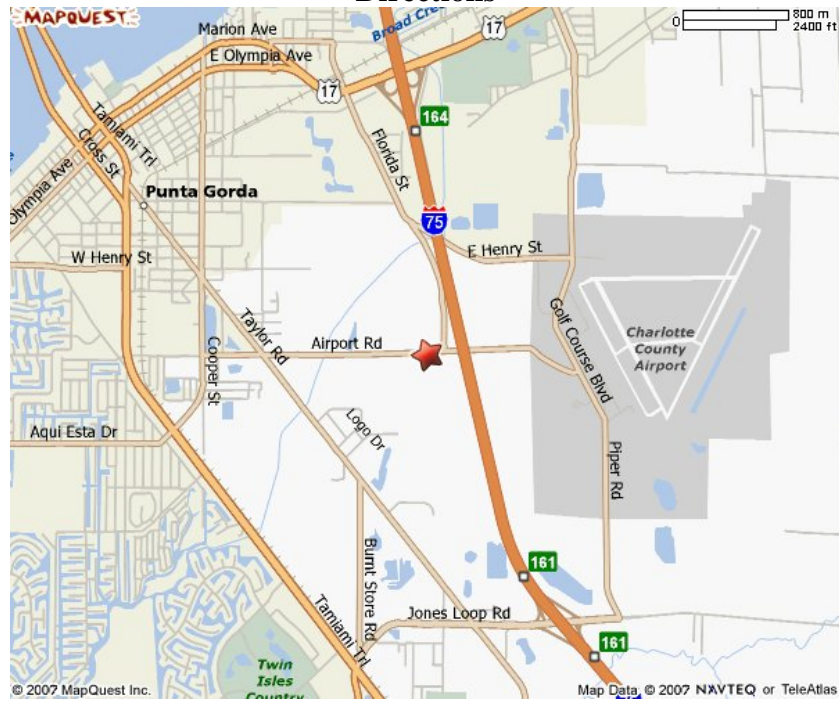 Directions
MAPQUEST
0
800 m
2400 ft
Marion Ave
Broad Cree
17
E Olympia Ave
17
164
Tamiami Trl
Cross St
Florida St
Olympia Ave
Punta Gorda
75
E Henry St
W Henry St
Taylor Rd
Airport Rd
Golf Course Blvd
Charlotte
County
Airport
Cooper St
Logo Dr
Aqui Esta Dr
Piper Rd
161
Burnt Store Rd
Jones Loop Rd
Tamiami Trl
161
Twin
Isles
Country
© 2007 MapQuest Inc.
Map Data © 2007 NAVTEQ or TeleAtlas